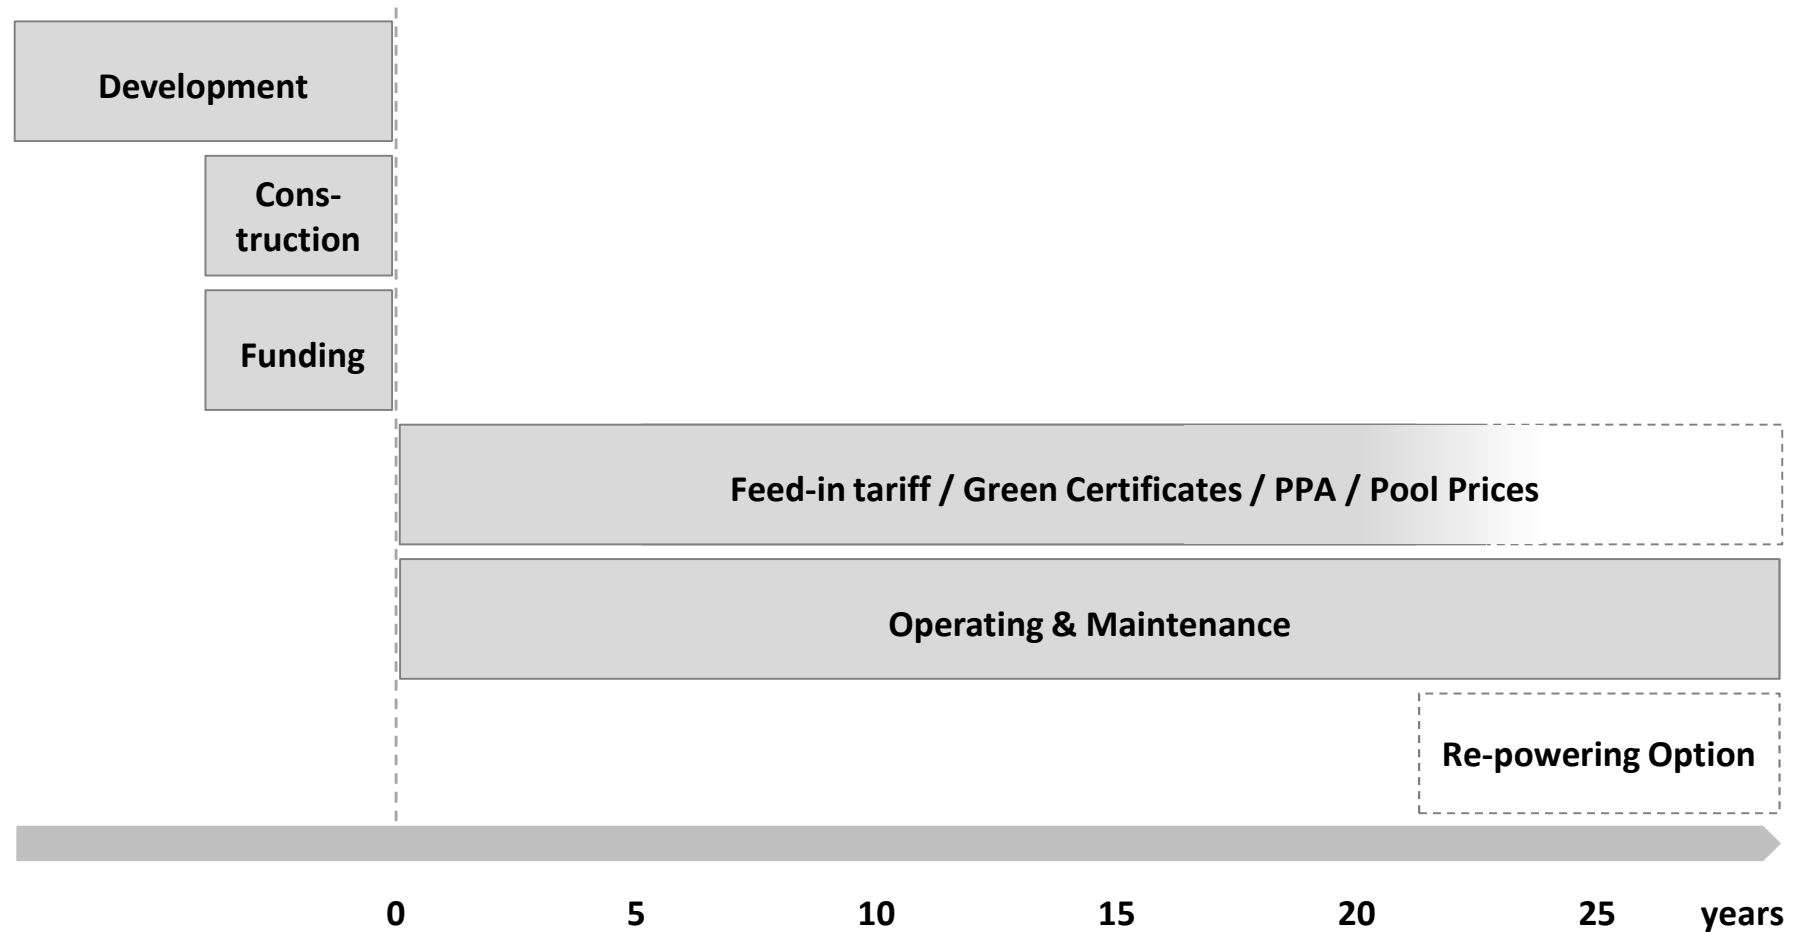 Development
Cons-
truction
Funding
Feed-in tariff / Green Certificates / PPA / Pool Prices
Operating & Maintenance
Re-powering Option
0 5 10 15 20 25 years